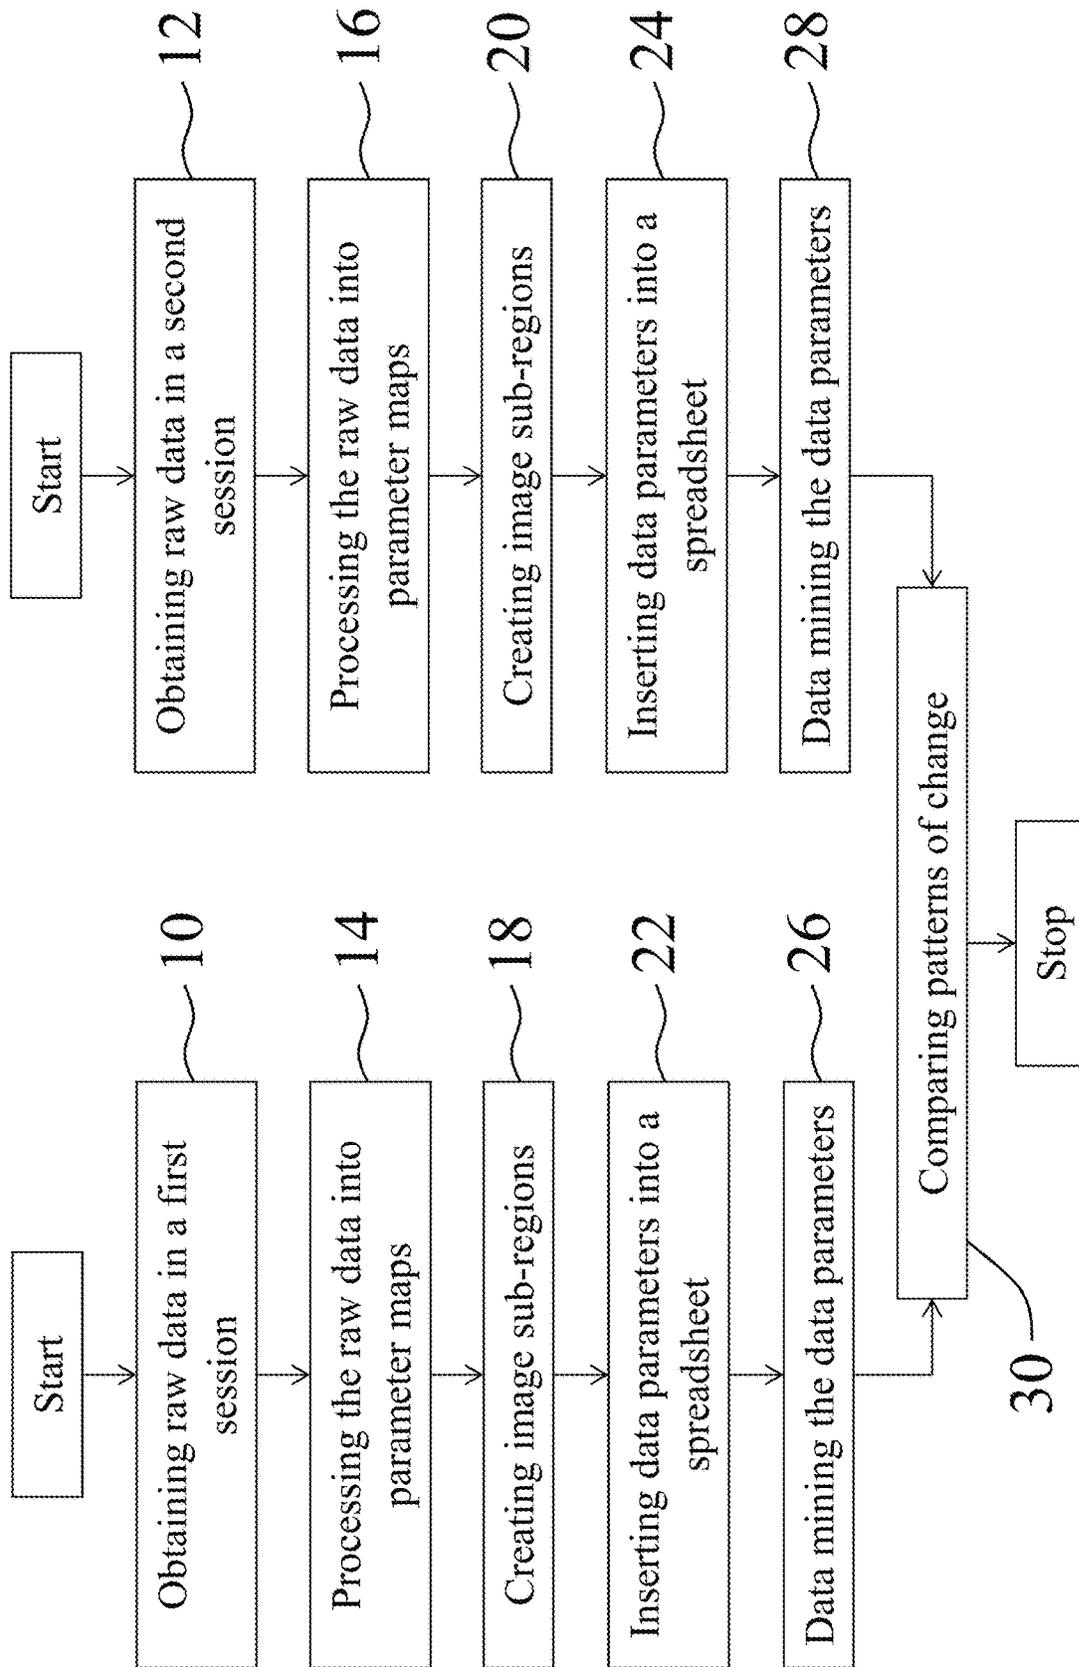 Start
Obtaining raw data in a first
session
10
Processing the raw data into
parameter maps
14
Creating image sub-regions
18
Inserting data parameters into a
spreadsheet
22
Data mining the data parameters
26
Start
Obtaining raw data in a second
session
12
Processing the raw data into
parameter maps
16
Creating image sub-regions
20
Inserting data parameters into a
spreadsheet
24
Data mining the data parameters
28
Comparing patterns of change
30
Stop